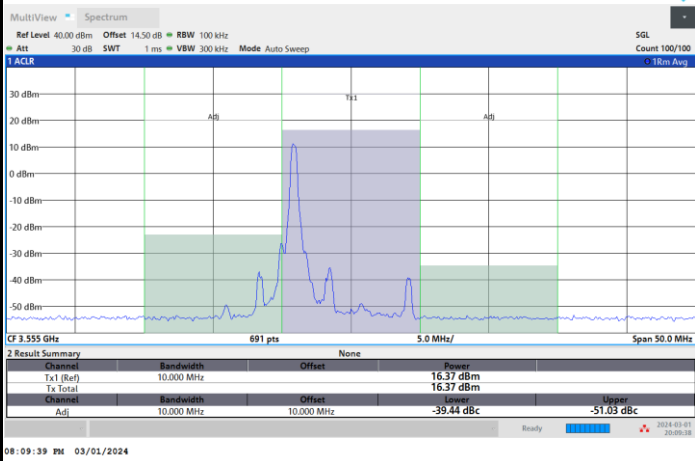 MultiView Spectrum
Ref Level 40.00 dBm Offset 14.50 dB RBW 100 kHz SGL
Att 30 dB SWT 1 ms VBW 300 kHz Mode Auto Sweep Count 100/100
1 ACLR 1Rm Avg
30 dBm
Tx1
20 dBm
Adj Adj
10 dBm
0 dBm
-10 dBm
-20 dBm
-30 dBm
-40 dBm
-50 dBm
CF 3.555 GHz 691 pts 5.0 MHz/ Span 50.0 MHz
2 Result Summary None
Channel Bandwidth Offset Power
Tx1 (Ref) 10.000 MHz 16.37 dBm
Tx Total 16.37 dBm
Channel Bandwidth Offset Lower Upper
Adj 10.000 MHz 10.000 MHz -39.44 dBc -51.03 dBc
Ready 2024-03-01
20:09:38
08:09:39 PM 03/01/2024